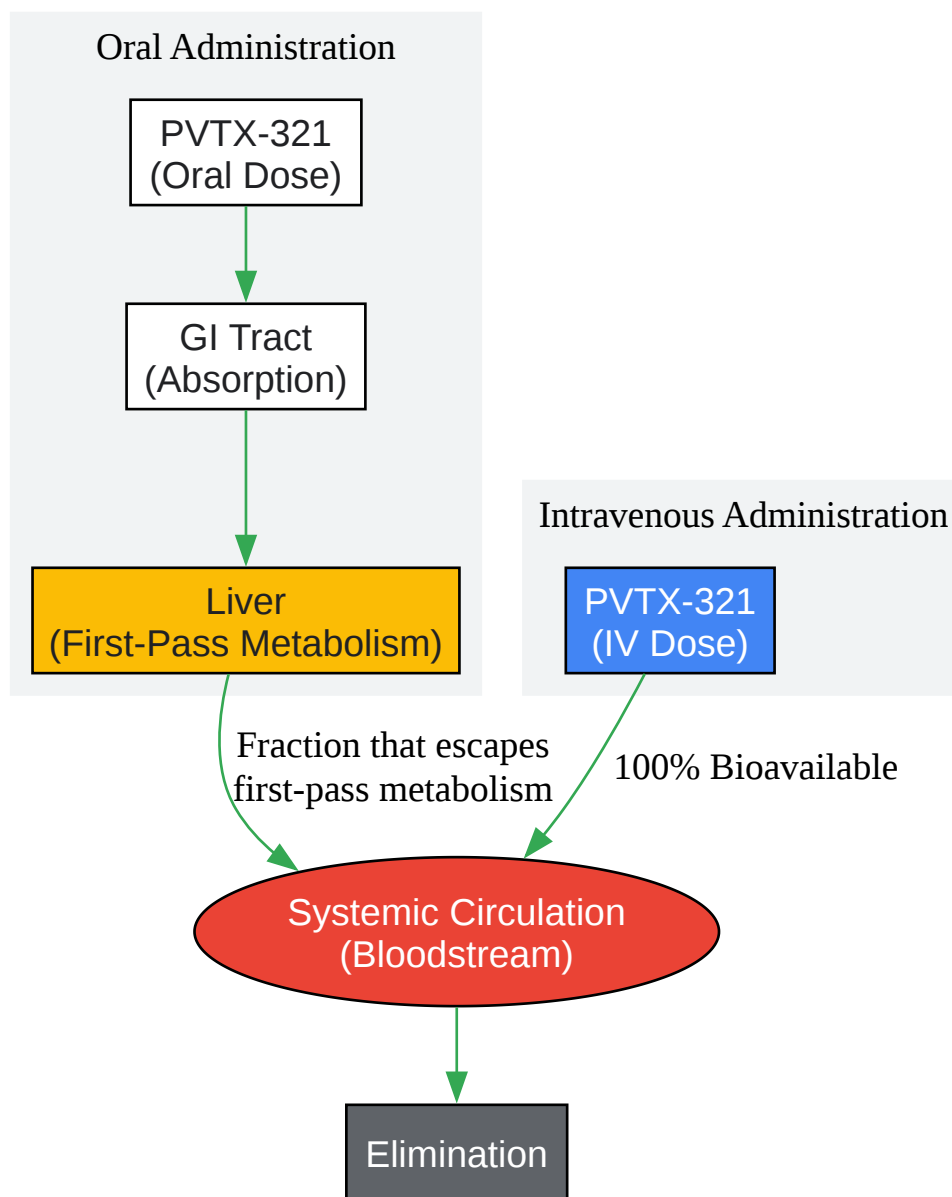 Oral Administration
PVTX-321
(Oral Dose)
GI Tract
(Absorption)
Liver
(First-Pass Metabolism)
Intravenous Administration
PVTX-321
(IV Dose)
Fraction that escapes
first-pass metabolism
100% Bioavailable
Systemic Circulation
(Bloodstream)
Elimination